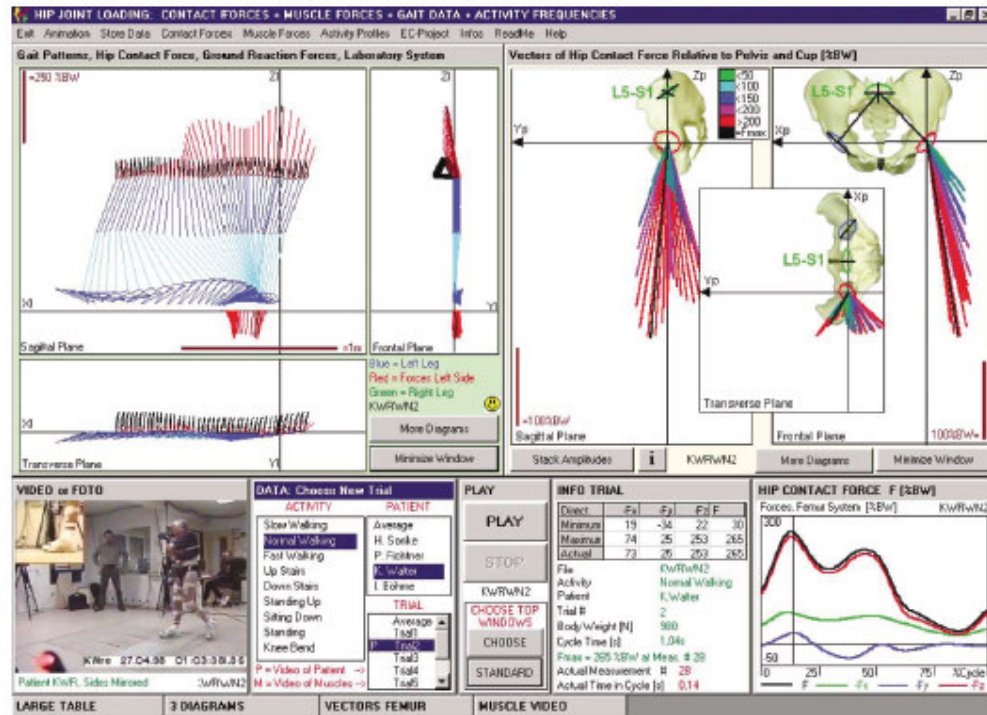 HIP JOINT LOADING: CONTACT FORCES + MUSCLE FORCES + GAIT DATA + ACTIVITY FREQUENCIES
Exit Animation Store Data Contact Forces Muscle Forces Activity Profiles EC-Project Infos ReadMe Help
Gait Patterns, Hip Contact Force, Ground Reaction Forces, Laboratory System
=250 %BW
Zl
Zl
Xl
Yl
Sagittal Plane
=1m
Frontal Plane
Xl
Transverse Plane
Yl
Blue = Left Leg
Red = Forces Left Side
Green = Right Leg
KWRWN2
More Diagrams
Minimize Window
Vectors of Hip Contact Force Relative to Pelvis and Cup [%BW]
Zp
Zp
L5-S1
<50
<100
<150
<200
>200
=Fmax
L5-S1
Yp
Xp
Xp
L5-S1
Yp
Transverse Plane
=100%BW
Sagittal Plane
Frontal Plane
100%BW=
Stack Amplitudes
i
KWRWN2
More Diagrams
Minimize Window
VIDEO or FOTO
KWre 27.04.98
Patient KWR, Sides Mirrored
KWRWN2
DATA: Choose New Trial
ACTIVITY
Slow Walking
Normal Walking
Fast Walking
Up Stairs
Down Stairs
Standing Up
Sitting Down
Standing
Knee Bend
PATIENT
Average
K. Walter
I. Böhme
TRIAL
Average
Trial1
P Trial2
Trial3
Trial4
Trial5
P = Video of Patient -->
M = Video of Muscles -->
PLAY
PLAY
STOP
KWRWN2
CHOOSE TOP WINDOWS
CHOOSE
STANDARD
INFO TRIAL
Direct. -Fx -Fy -Fz F
Minimum 19 -34 22 30
Maximum 74 25 253 265
Actual 73 25 253 265
File KWRWN2
Activity Normal Walking
Patient K.Walter
Trial # 2
Body Weight [N] 980
Cycle Time [s] 1.04s
Fmax = 265 %BW at Meas. # 28
Actual Measurement # 28
Actual Time in Cycle [s] 0.14
HIP CONTACT FORCE F [%BW]
Forces, Femur System [%BW] KWRWN2
300
-50
25 50 75 %Cycle
F -Fx -Fy -Fz
LARGE TABLE
3 DIAGRAMS
VECTORS FEMUR
MUSCLE VIDEO